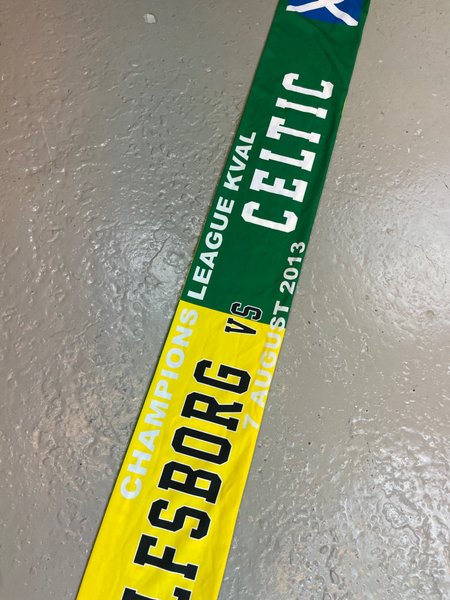 CHAMPIONS LEAGUE KVAL
LFSBORG VS CELTIC
7 AUGUST 2013